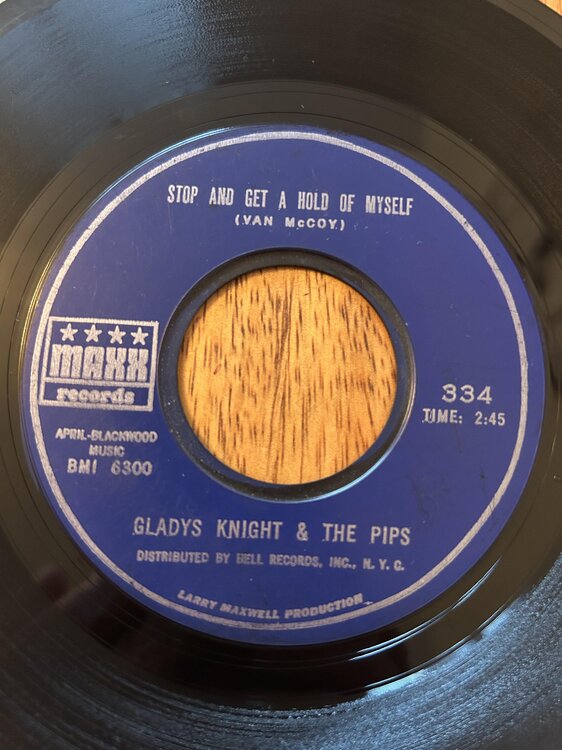 STOP AND GET A HOLD OF MYSELF
(VAN McCOY)
MAXX
records
334
TIME: 2:45
APRIL-BLACKWOOD
MUSIC
BMI 6300
GLADYS KNIGHT & THE PIPS
DISTRIBUTED BY BELL RECORDS, INC., N. Y. C.
LARRY MAXWELL PRODUCTION